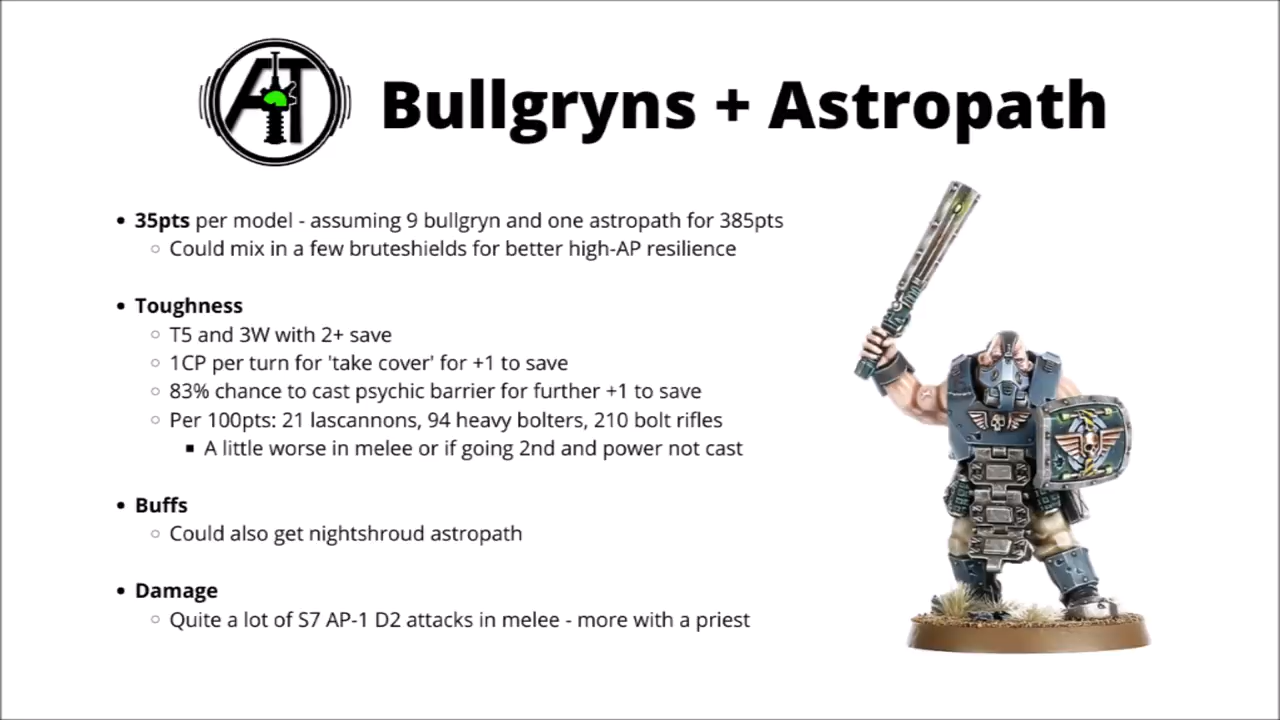 AT
Bullgryns + Astropath
• 35pts per model - assuming 9 bullgryn and one astropath for 385pts
○ Could mix in a few bruteshields for better high-AP resilience
• Toughness
○ T5 and 3W with 2+ save
○ 1CP per turn for 'take cover' for +1 to save
○ 83% chance to cast psychic barrier for further +1 to save
○ Per 100pts: 21 lascannons, 94 heavy bolters, 210 bolt rifles
▪ A little worse in melee or if going 2nd and power not cast
• Buffs
○ Could also get nightshroud astropath
• Damage
○ Quite a lot of S7 AP-1 D2 attacks in melee - more with a priest